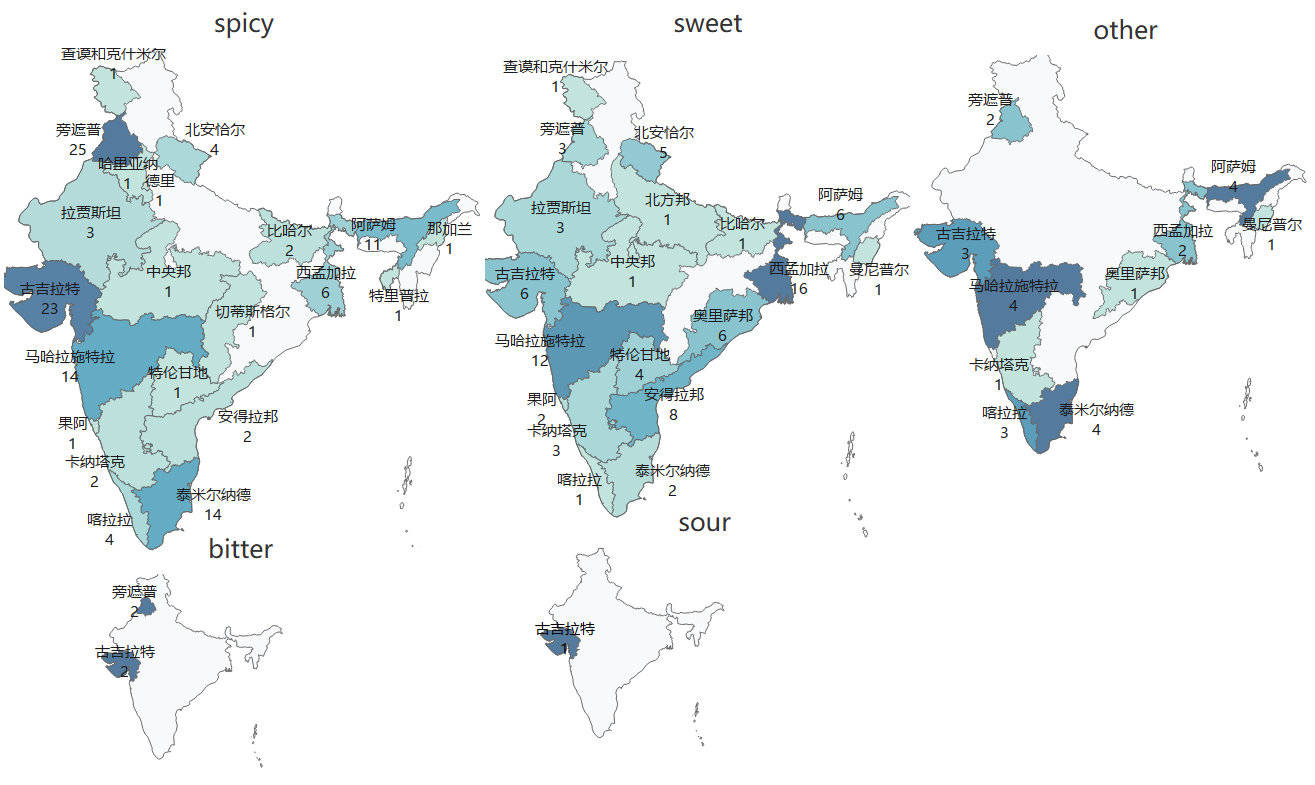 spicy
查谟和克什米尔
1
旁遮普
25
北安恰尔
4
哈里亚纳
1
德里
1
拉贾斯坦
3
比哈尔
2
阿萨姆
11
那加兰
1
古吉拉特
23
中央邦
1
西孟加拉
6
特里普拉
1
切蒂斯格尔
1
马哈拉施特拉
14
特伦甘地
1
果阿
1
安得拉邦
2
卡纳塔克
2
泰米尔纳德
14
喀拉拉
4
sweet
查谟和克什米尔
1
旁遮普
3
北安恰尔
5
拉贾斯坦
3
北方邦
1
比哈尔
1
阿萨姆
6
古吉拉特
6
中央邦
1
西孟加拉
16
曼尼普尔
1
奥里萨邦
6
马哈拉施特拉
12
特伦甘地
4
果阿
2
安得拉邦
8
卡纳塔克
3
喀拉拉
1
泰米尔纳德
2
other
旁遮普
2
阿萨姆
4
古吉拉特
3
西孟加拉
2
曼尼普尔
1
马哈拉施特拉
4
奥里萨邦
1
卡纳塔克
1
喀拉拉
3
泰米尔纳德
4
bitter
旁遮普
2
古吉拉特
2
sour
古吉拉特
1